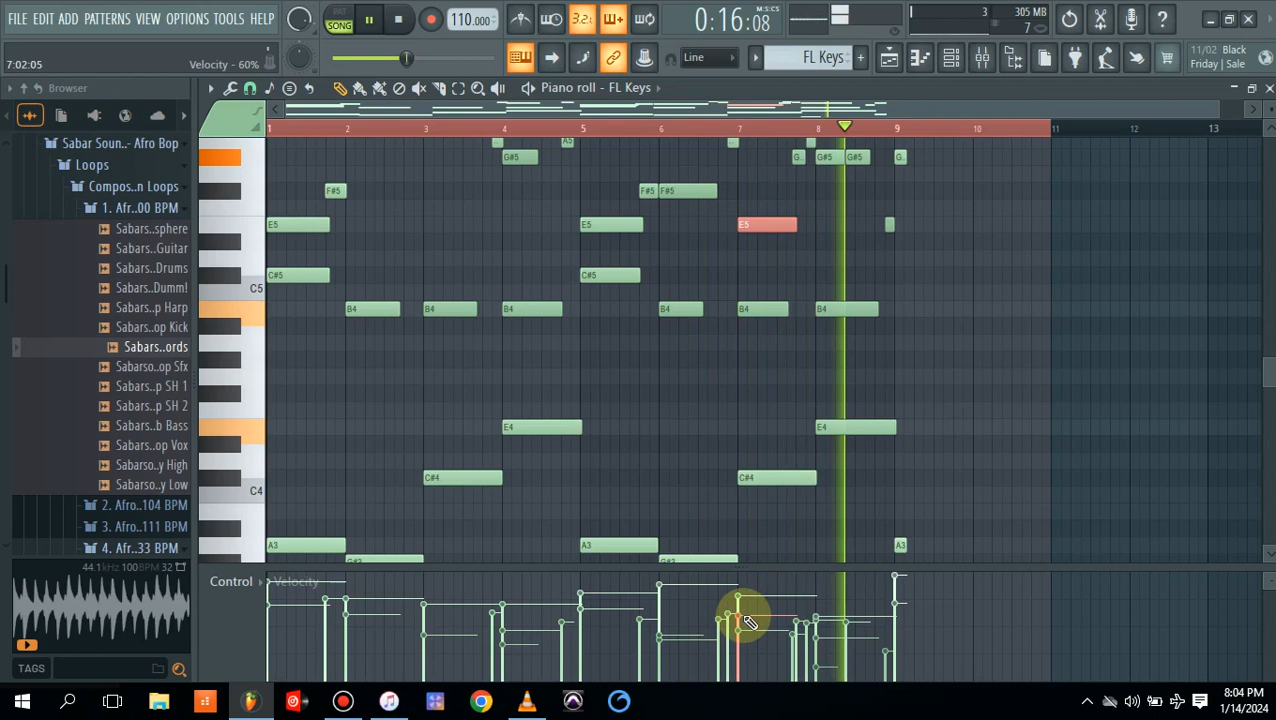 FILE EDIT ADD PATTERNS VIEW OPTIONS TOOLS HELP
PAT
SONG
110.000
3.2
0:16:08
M:S:CS
3
305 MB
7
7:02:05
Velocity - 60%
Line
FL Keys
11/02: Black
Friday | Sale
Browser
Piano roll - FL Keys
1 2 3 4 5 6 7 8 9 10 11 12 13
Sabar Soun..- Afro Bop
Loops
Compos..n Loops
1. Afr..00 BPM
Sabars..sphere
Sabars..Guitar
Sabars..Drums
Sabars..Dumm!
Sabars..p Harp
Sabars..op Kick
Sabars..ords
Sabarso..op Sfx
Sabars..p SH 1
Sabars..p SH 2
Sabars..b Bass
Sabars..op Vox
Sabarso..y High
Sabarso..y Low
2. Afro..104 BPM
3. Afro..111 BPM
4. Afr..33 BPM
A5
G#5 G.. G#5 G#5 G..
F#5 F#5 F#5
E5 E5 E5
C#5 C#5
C5
B4 B4 B4 B4 B4 B4
E4 E4
C#4 C#4
C4
A3 A3 A3
44.1kHz 100BPM 32
Control
Velocity
TAGS
8:04 PM
1/14/2024